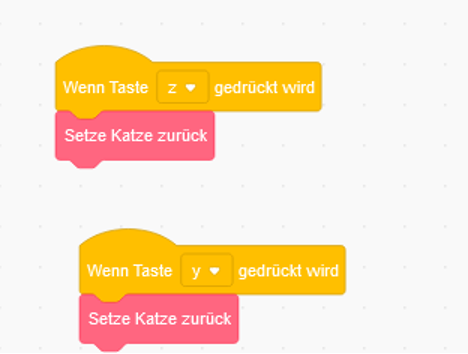 Wenn Taste z gedrückt wird
Setze Katze zurück
Wenn Taste y gedrückt wird
Setze Katze zurück